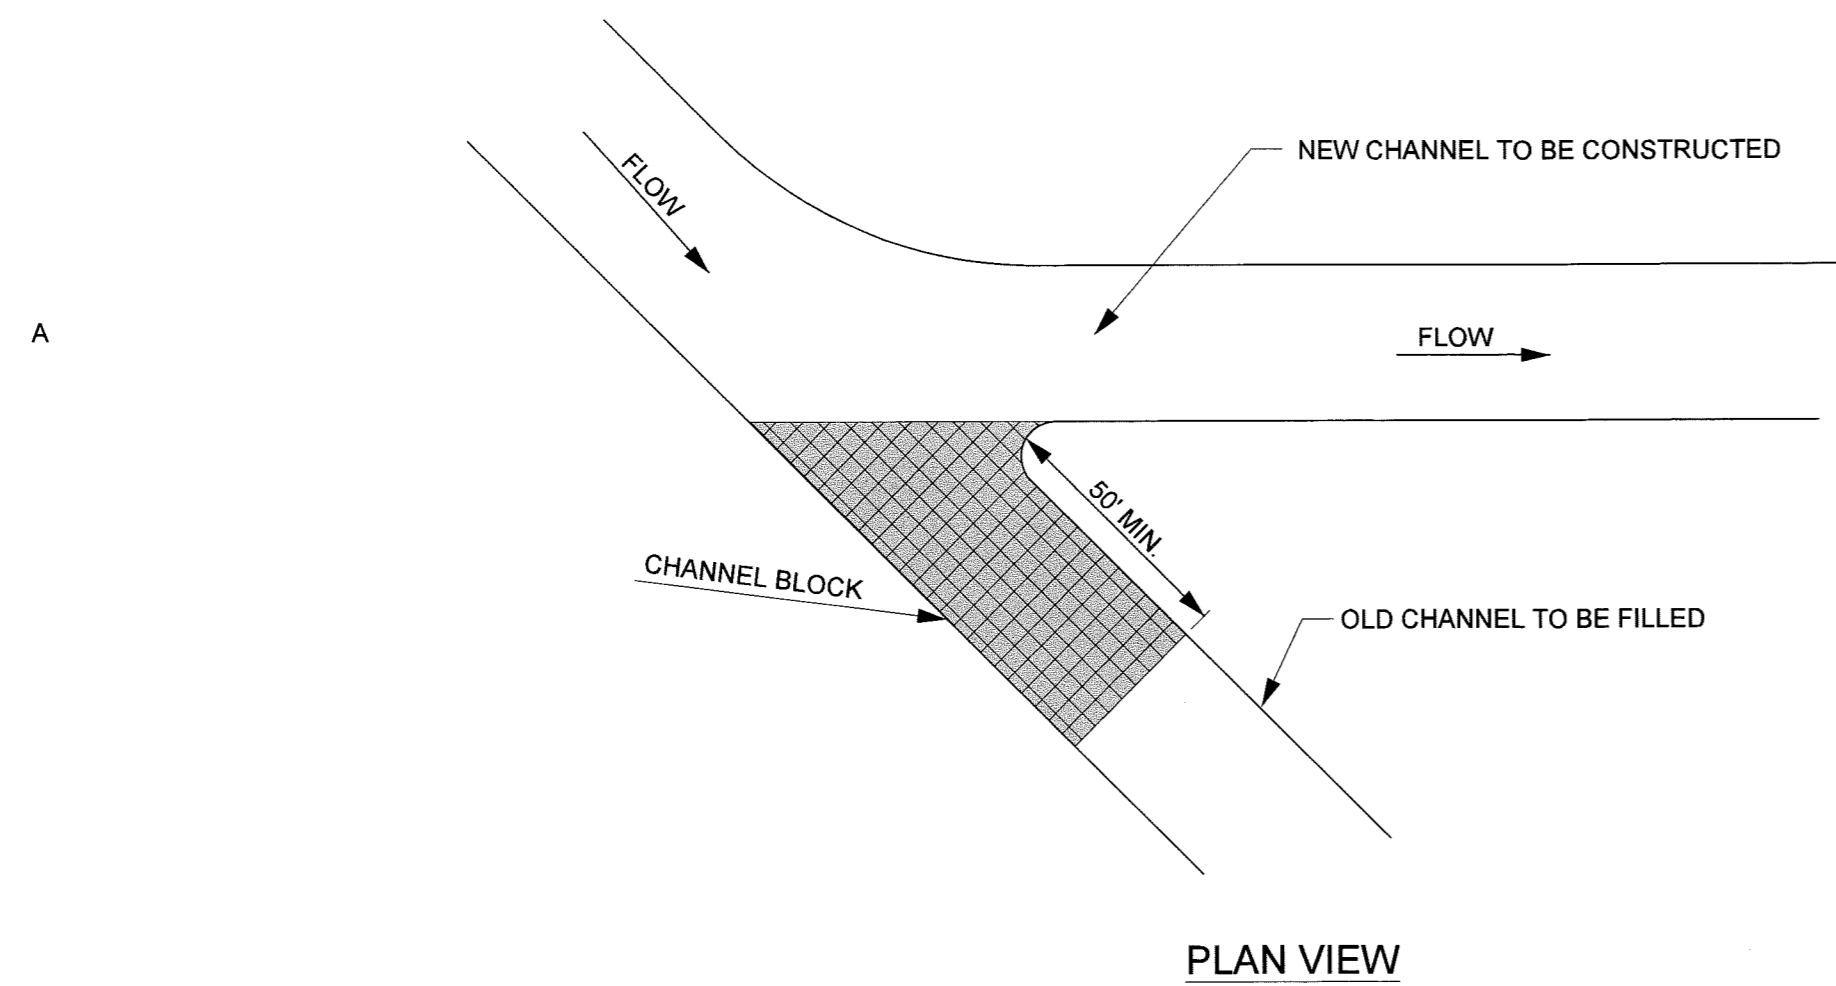 NEW CHANNEL TO BE CONSTRUCTED
FLOW
A
FLOW
50' MIN.
CHANNEL BLOCK
OLD CHANNEL TO BE FILLED
PLAN VIEW